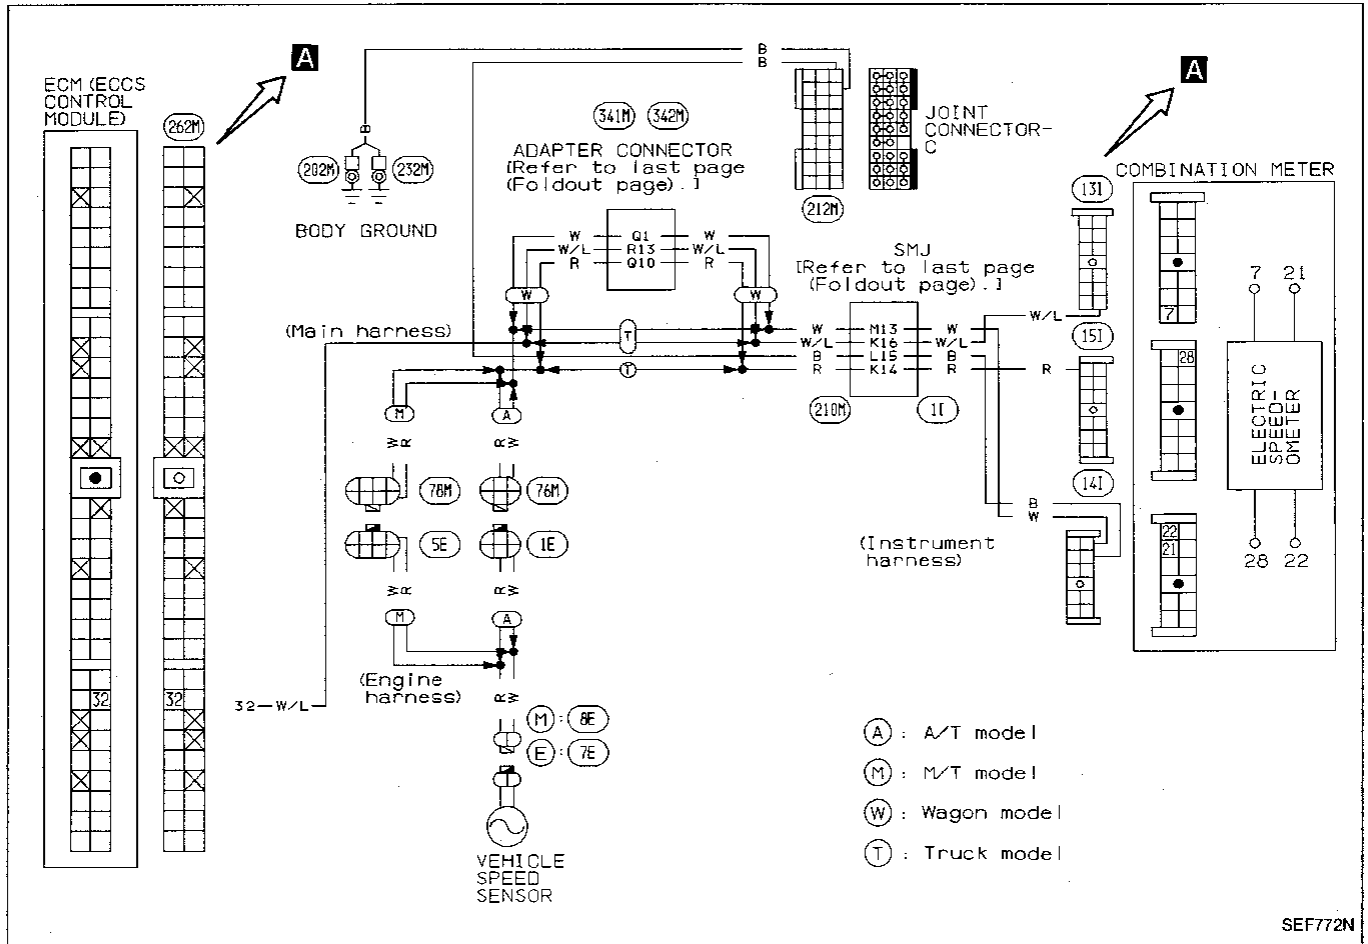 A
ECM (ECCS
CONTROL
MODULE)
262M
B
B
B
202M
232M
BODY GROUND
341M
342M
ADAPTER CONNECTOR
[Refer to last page
(Foldout page).]
W Q1 W
W/L R13 W/L
R Q10 R
W
W
212M
JOINT
CONNECTOR-
C
A
COMBINATION METER
13I
SMJ
[Refer to last page
(Foldout page).]
(Main harness)
T
T
W M13 W
W/L K16 W/L
B L15 B
R K14 R
210M
1I
W/L
15I
R
14I
B
W
(Instrument
harness)
7
28
22
21
7 21
ELECTRIC
SPEED-
OMETER
28 22
M
A
W R
R W
78M
76M
5E
1E
W R
R W
M
A
(Engine
harness)
R W
32
32
32-W/L
M : 8E
E : 7E
VEHICLE
SPEED
SENSOR
A : A/T model
M : M/T model
W : Wagon model
T : Truck model
SEF772N